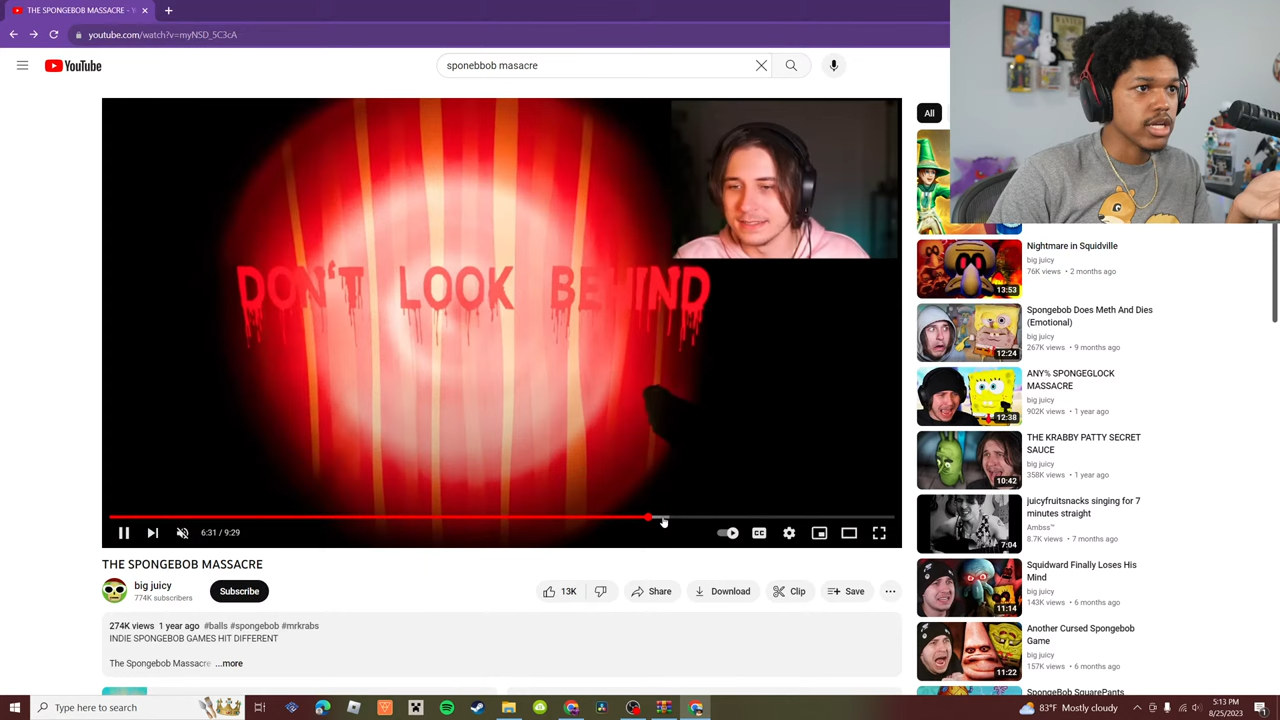 THE SPONGEBOB MASSACRE - Y
youtube.com/watch?v=myNSD_5C3cA
YouTube
sponebbob masacre
All
DON'T LOOK BEHIND
6:31 / 9:29
CC
THE SPONGEBOB MASSACRE
big juicy
774K subscribers
Subscribe
13K
Share
Download
Clip
Save
274K views 1 year ago #balls #spongebob #mrkrabs
INDIE SPONGEBOB GAMES HIT DIFFERENT
The Spongebob Massacre ...more
Nightmare in Squidville
big juicy
76K views • 2 months ago
13:53
Spongebob Does Meth And Dies
(Emotional)
big juicy
267K views • 9 months ago
12:24
ANY% SPONGEGLOCK
MASSACRE
big juicy
902K views • 1 year ago
12:38
THE KRABBY PATTY SECRET
SAUCE
big juicy
358K views • 1 year ago
10:42
juicyfruitsnacks singing for 7
minutes straight
Ambss™
8.7K views • 7 months ago
7:04
Squidward Finally Loses His
Mind
big juicy
143K views • 6 months ago
11:14
Another Cursed Spongebob
Game
big juicy
157K views • 6 months ago
11:22
SpongeBob SquarePants
Type here to search
83°F Mostly cloudy
5:13 PM
8/25/2023
1